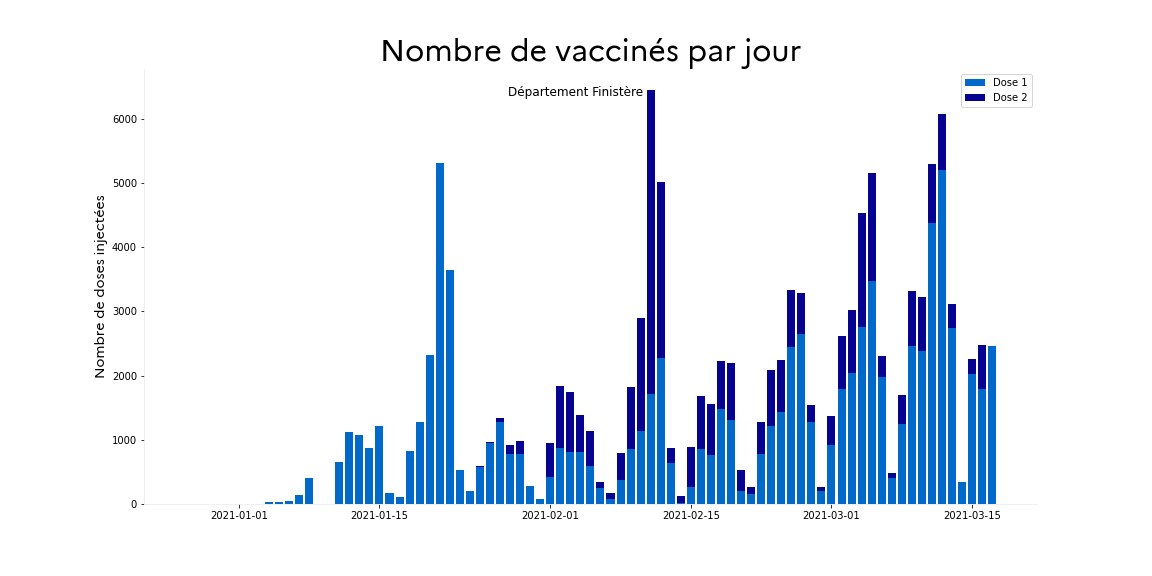 Nombre de vaccinés par jour
Département Finistère
Dose 1
Dose 2
Nombre de doses injectées
6000
5000
4000
3000
2000
1000
0
2021-01-01
2021-01-15
2021-02-01
2021-02-15
2021-03-01
2021-03-15